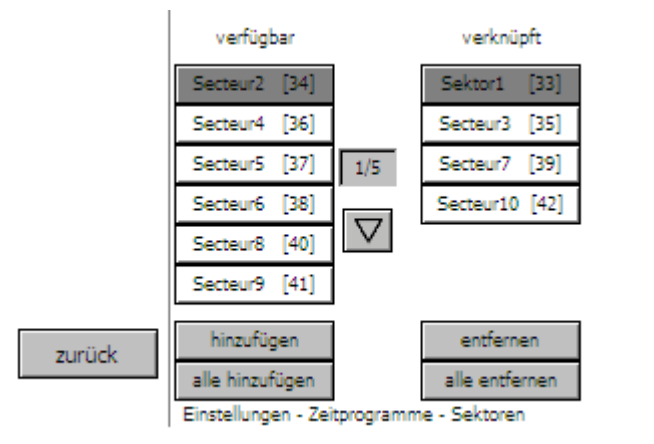 verfügbar
verknüpft
Secteur2 [34]
Sektor1 [33]
Secteur4 [36]
Secteur3 [35]
Secteur5 [37]
1/5
Secteur7 [39]
Secteur6 [38]
Secteur10 [42]
Secteur8 [40]
Secteur9 [41]
zurück
hinzufügen
entfernen
alle hinzufügen
alle entfernen
Einstellungen - Zeitprogramme - Sektoren